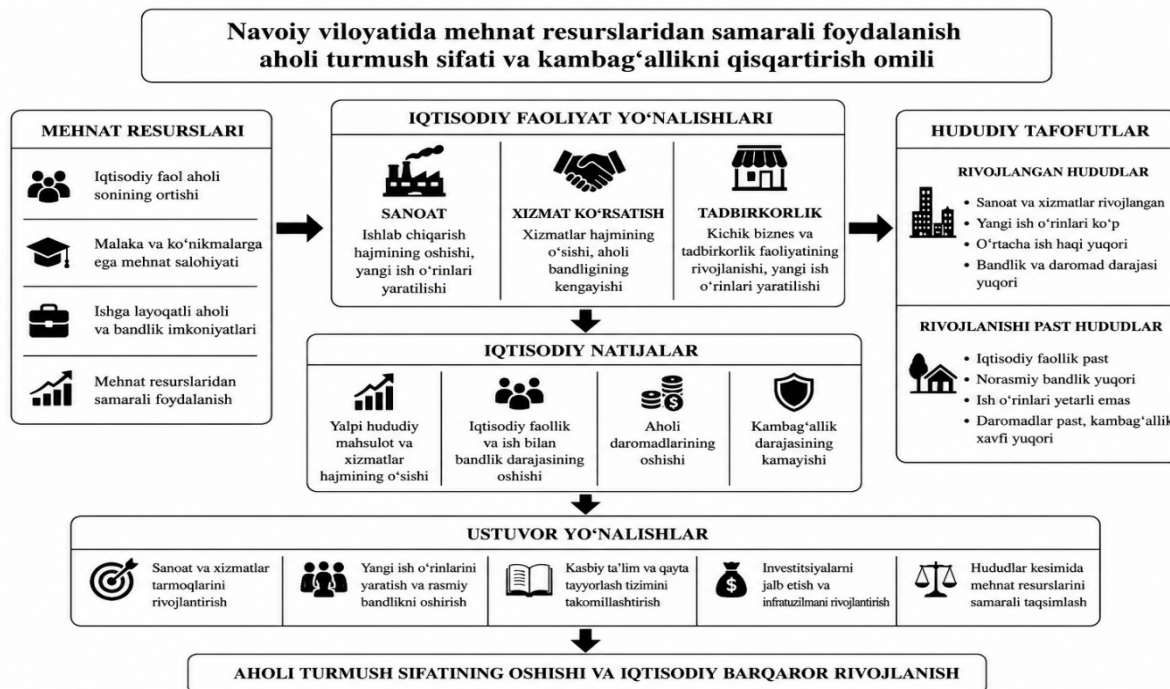 Navoiy viloyatida mehnat resurslaridan samarali foydalanish
aholi turmush sifati va kambag‘allikni qisqartirish omili
MEHNAT RESURSLARI
Iqtisodiy faol aholi
sonining ortishi
Malaka va ko‘nikmalarga
ega mehnat salohiyati
Ishga layoqatli aholi
va bandlik imkoniyatlari
Mehnat resurslaridan
samarali foydalanish
IQTISODIY FAOLIYAT YO‘NALISHLARI
SANOAT
Ishlab chiqarish
hajmining oshishi,
yangi ish o‘rinlari
yaratilishi
XIZMAT KO‘RSATISH
Xizmatlar hajmining
o‘sishi, aholi
bandligining
kengayishi
TADBIRKORLIK
Kichik biznes va
tadbirkorlik faoliyatining
rivojlanishi, yangi ish
o‘rinlari yaratilishi
HUDUDIY TAFOFUTLAR
RIVOJLANGAN HUDUDLAR
• Sanoat va xizmatlar rivojlangan
• Yangi ish o‘rinlari ko‘p
• O‘rtacha ish haqi yuqori
• Bandlik va daromad darajasi
yuqori
RIVOJLANISHI PAST HUDUDLAR
• Iqtisodiy faollik past
• Norasmiy bandlik yuqori
• Ish o‘rinlari yetarli emas
• Daromadlar past, kambag‘allik
xavfi yuqori
IQTISODIY NATIJALAR
Yalpi hududiy
mahsulot va
xizmatlar
hajmining o‘sishi
Iqtisodiy faollik
va ish bilan
bandlik darajasining
oshishi
Aholi
daromadlarining
oshishi
Kambag‘allik
darajasining
kamayishi
USTUVOR YO‘NALISHLAR
Sanoat va xizmatlar
tarmoqlarini
rivojlantirish
Yangi ish o‘rinlarini
yaratish va rasmiy
bandlikni oshirish
Kasbiy ta’lim va qayta
tayyorlash tizimini
takomillashtirish
Investitsiyalarni
jalb etish va
infratuzilmani rivojlantirish
Hududlar kesimida
mehnat resurslarini
samarali taqsimlash
AHOLI TURMUSH SIFATINING OSHISHI VA IQTISODIY BARQAROR RIVOJLANISH